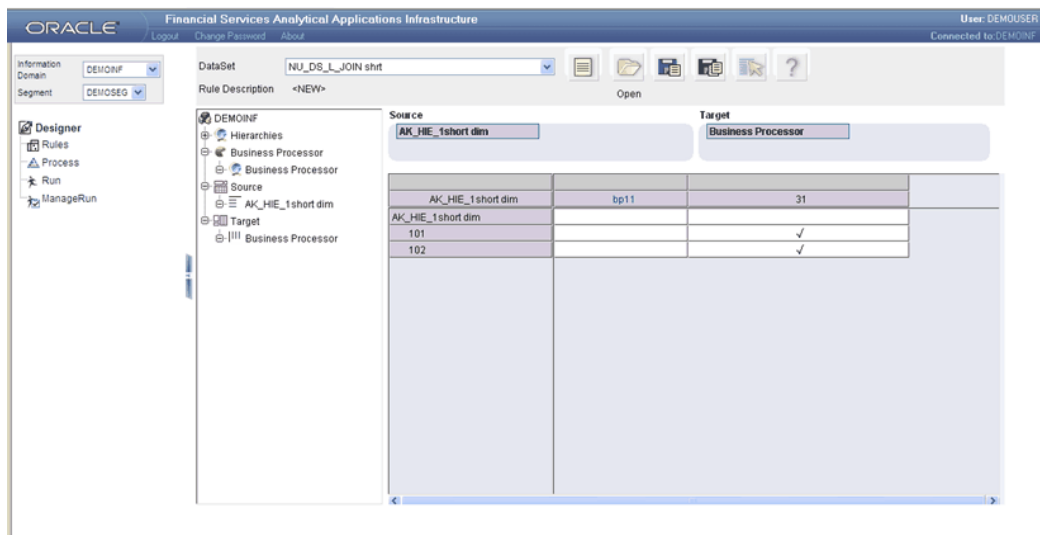 ORACLE
Financial Services Analytical Applications Infrastructure
User: DEMOUSER
Logout Change Password About
Connected to:DEMOINF
Information Domain DEMOINF
Segment DEMOSEG
Designer
Rules
Process
Run
ManageRun
DataSet NU_DS_L_JOIN shrt
Rule Description <NEW>
?
Open
DEMOINF
Hierarchies
Business Processor
Business Processor
Source
AK_HIE_1short dim
Target
Business Processor
Source
AK_HIE_1short dim
Target
Business Processor
AK_HIE_1short dim bp11 31
AK_HIE_1short dim
101 √
102 √